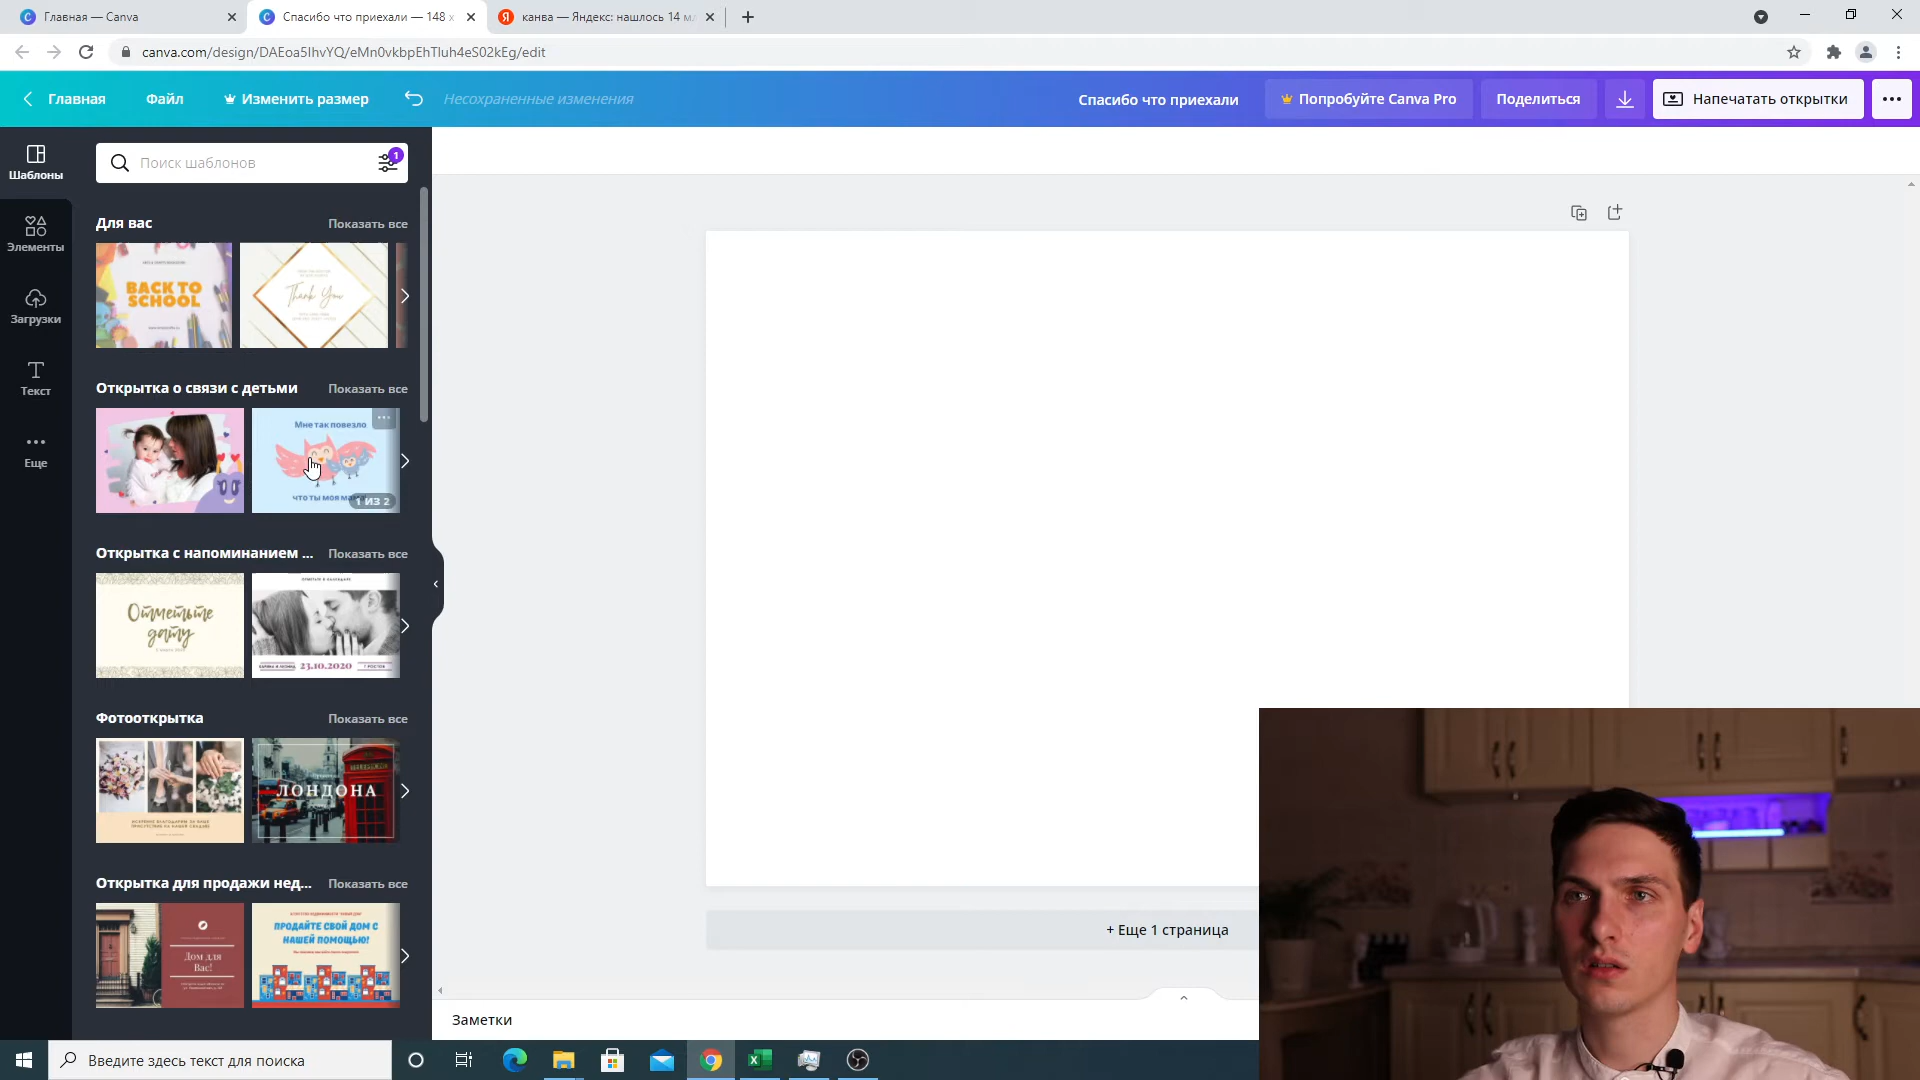 Главная — Canva
Спасибо что приехали — 148
канва — Яндекс: нашлось 14 м
canva.com/design/DAEoa5IhvYQ/eMn0vkbpEhTluh4eS02kEg/edit
Главная
Файл
Изменить размер
Несохраненные изменения
Спасибо что приехали
Попробуйте Canva Pro
Поделиться
Напечатать открытки
Шаблоны
Элементы
Загрузки
Текст
Еще
Поиск шаблонов
1
Для вас
Показать все
BACK TO
SCHOOL
Thank You
Открытка о связи с детьми
Показать все
Мне так повезло
что ты моя
1 ИЗ 2
Открытка с напоминанием ...
Показать все
Отметьте
дату
23.10.2020
Фотооткрытка
Показать все
ЛОНДОНА
Открытка для продажи нед...
Показать все
Дом для
Вас!
ПРОДАЙТЕ СВОЙ ДОМ С
НАШЕЙ ПОМОЩЬЮ!
+ Еще 1 страница
Заметки
Введите здесь текст для поиска